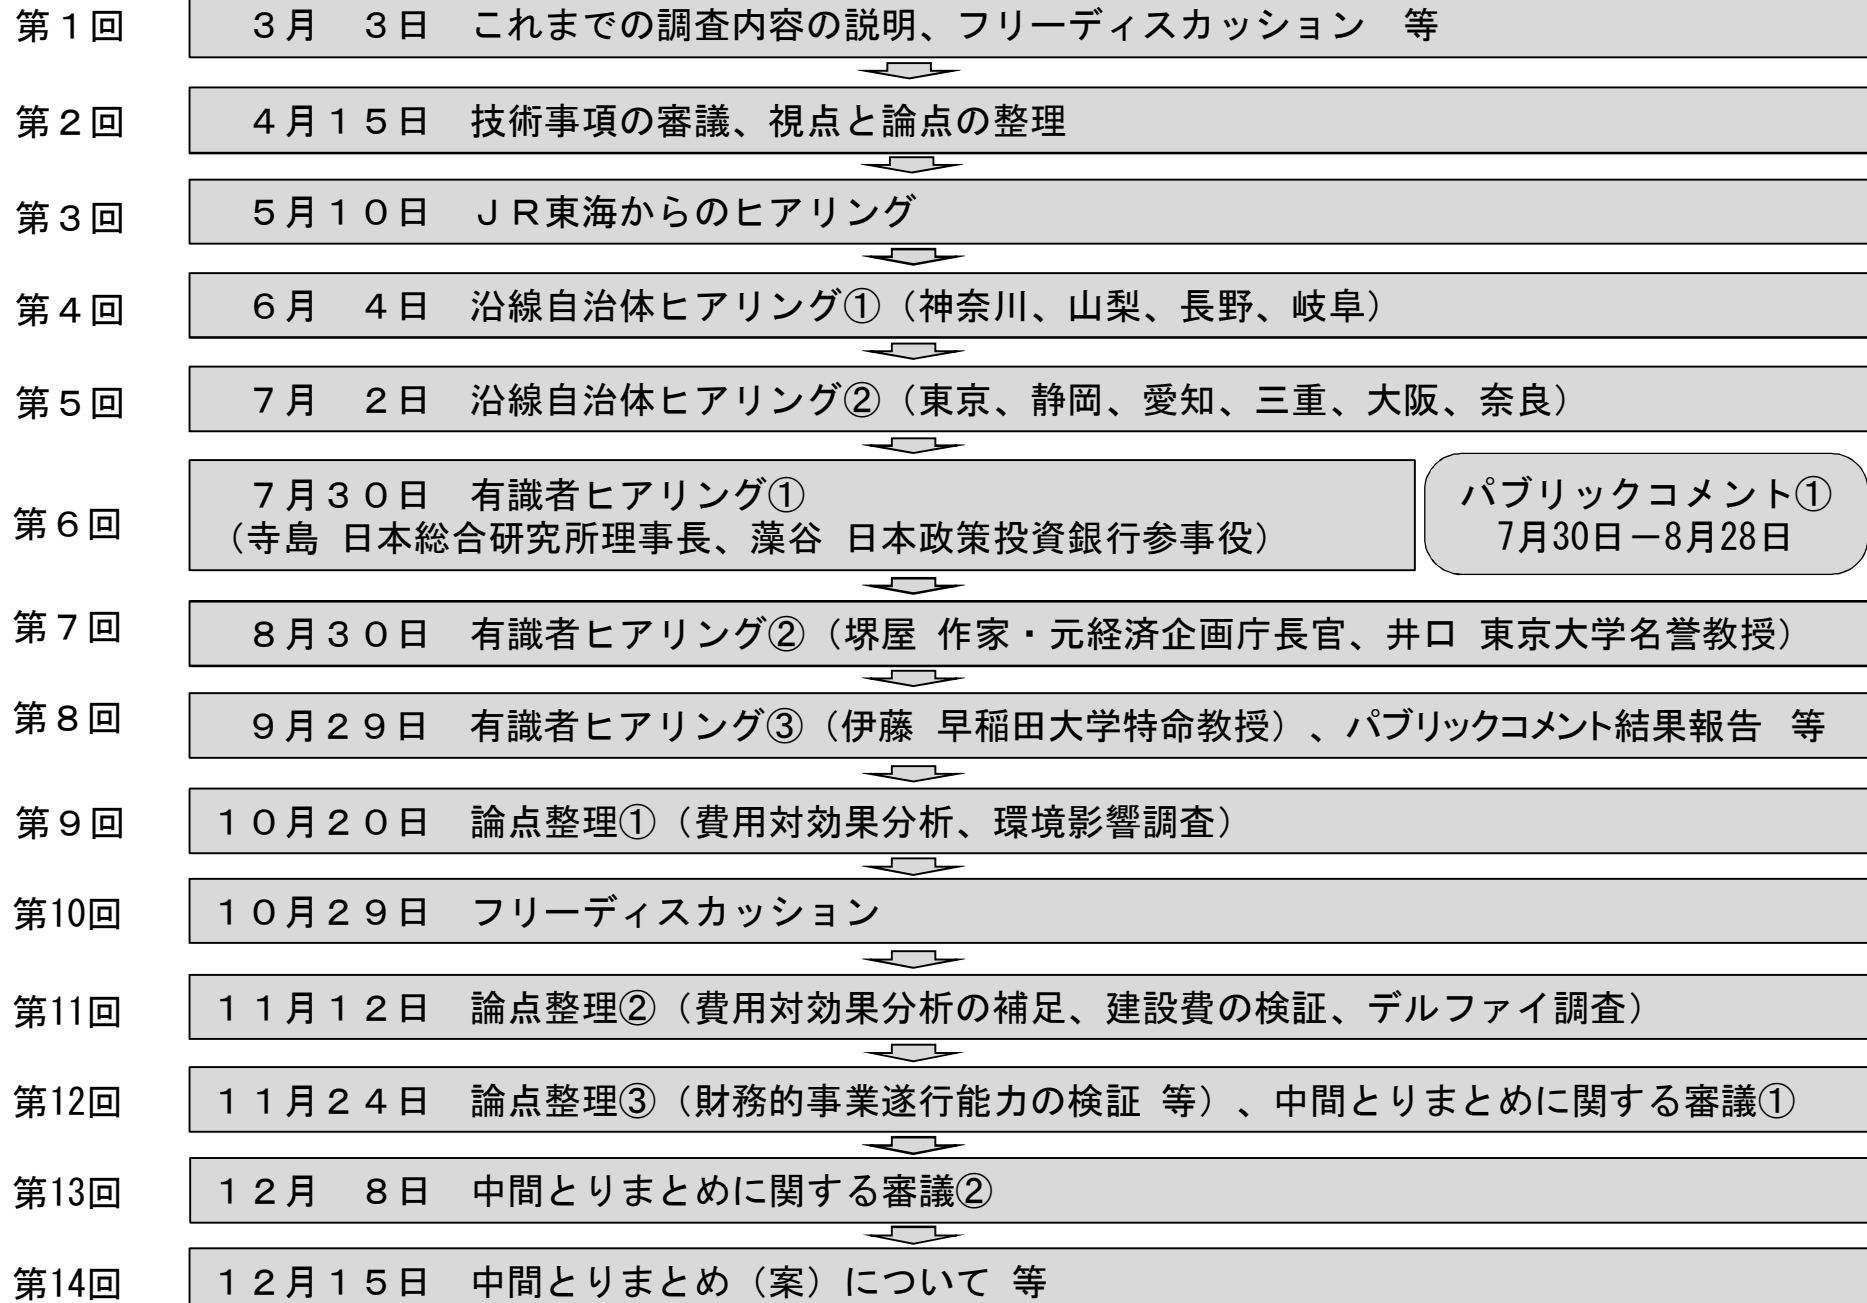 第１回　３月　３日　これまでの調査内容の説明、フリーディスカッション　等
第２回　４月１５日　技術事項の審議、視点と論点の整理
第３回　５月１０日　ＪＲ東海からのヒアリング
第４回　６月　４日　沿線自治体ヒアリング①（神奈川、山梨、長野、岐阜）
第５回　７月　２日　沿線自治体ヒアリング②（東京、静岡、愛知、三重、大阪、奈良）
第６回　７月３０日　有識者ヒアリング①
（寺島 日本総合研究所理事長、藻谷 日本政策投資銀行参事役）
パブリックコメント①
7月30日－8月28日
第７回　８月３０日　有識者ヒアリング②（堺屋 作家・元経済企画庁長官、井口 東京大学名誉教授）
第８回　９月２９日　有識者ヒアリング③（伊藤 早稲田大学特命教授）、パブリックコメント結果報告　等
第９回　１０月２０日　論点整理①（費用対効果分析、環境影響調査）
第10回　１０月２９日　フリーディスカッション
第11回　１１月１２日　論点整理②（費用対効果分析の補足、建設費の検証、デルファイ調査）
第12回　１１月２４日　論点整理③（財務的事業遂行能力の検証 等）、中間とりまとめに関する審議①
第13回　１２月　８日　中間とりまとめに関する審議②
第14回　１２月１５日　中間とりまとめ（案）について 等